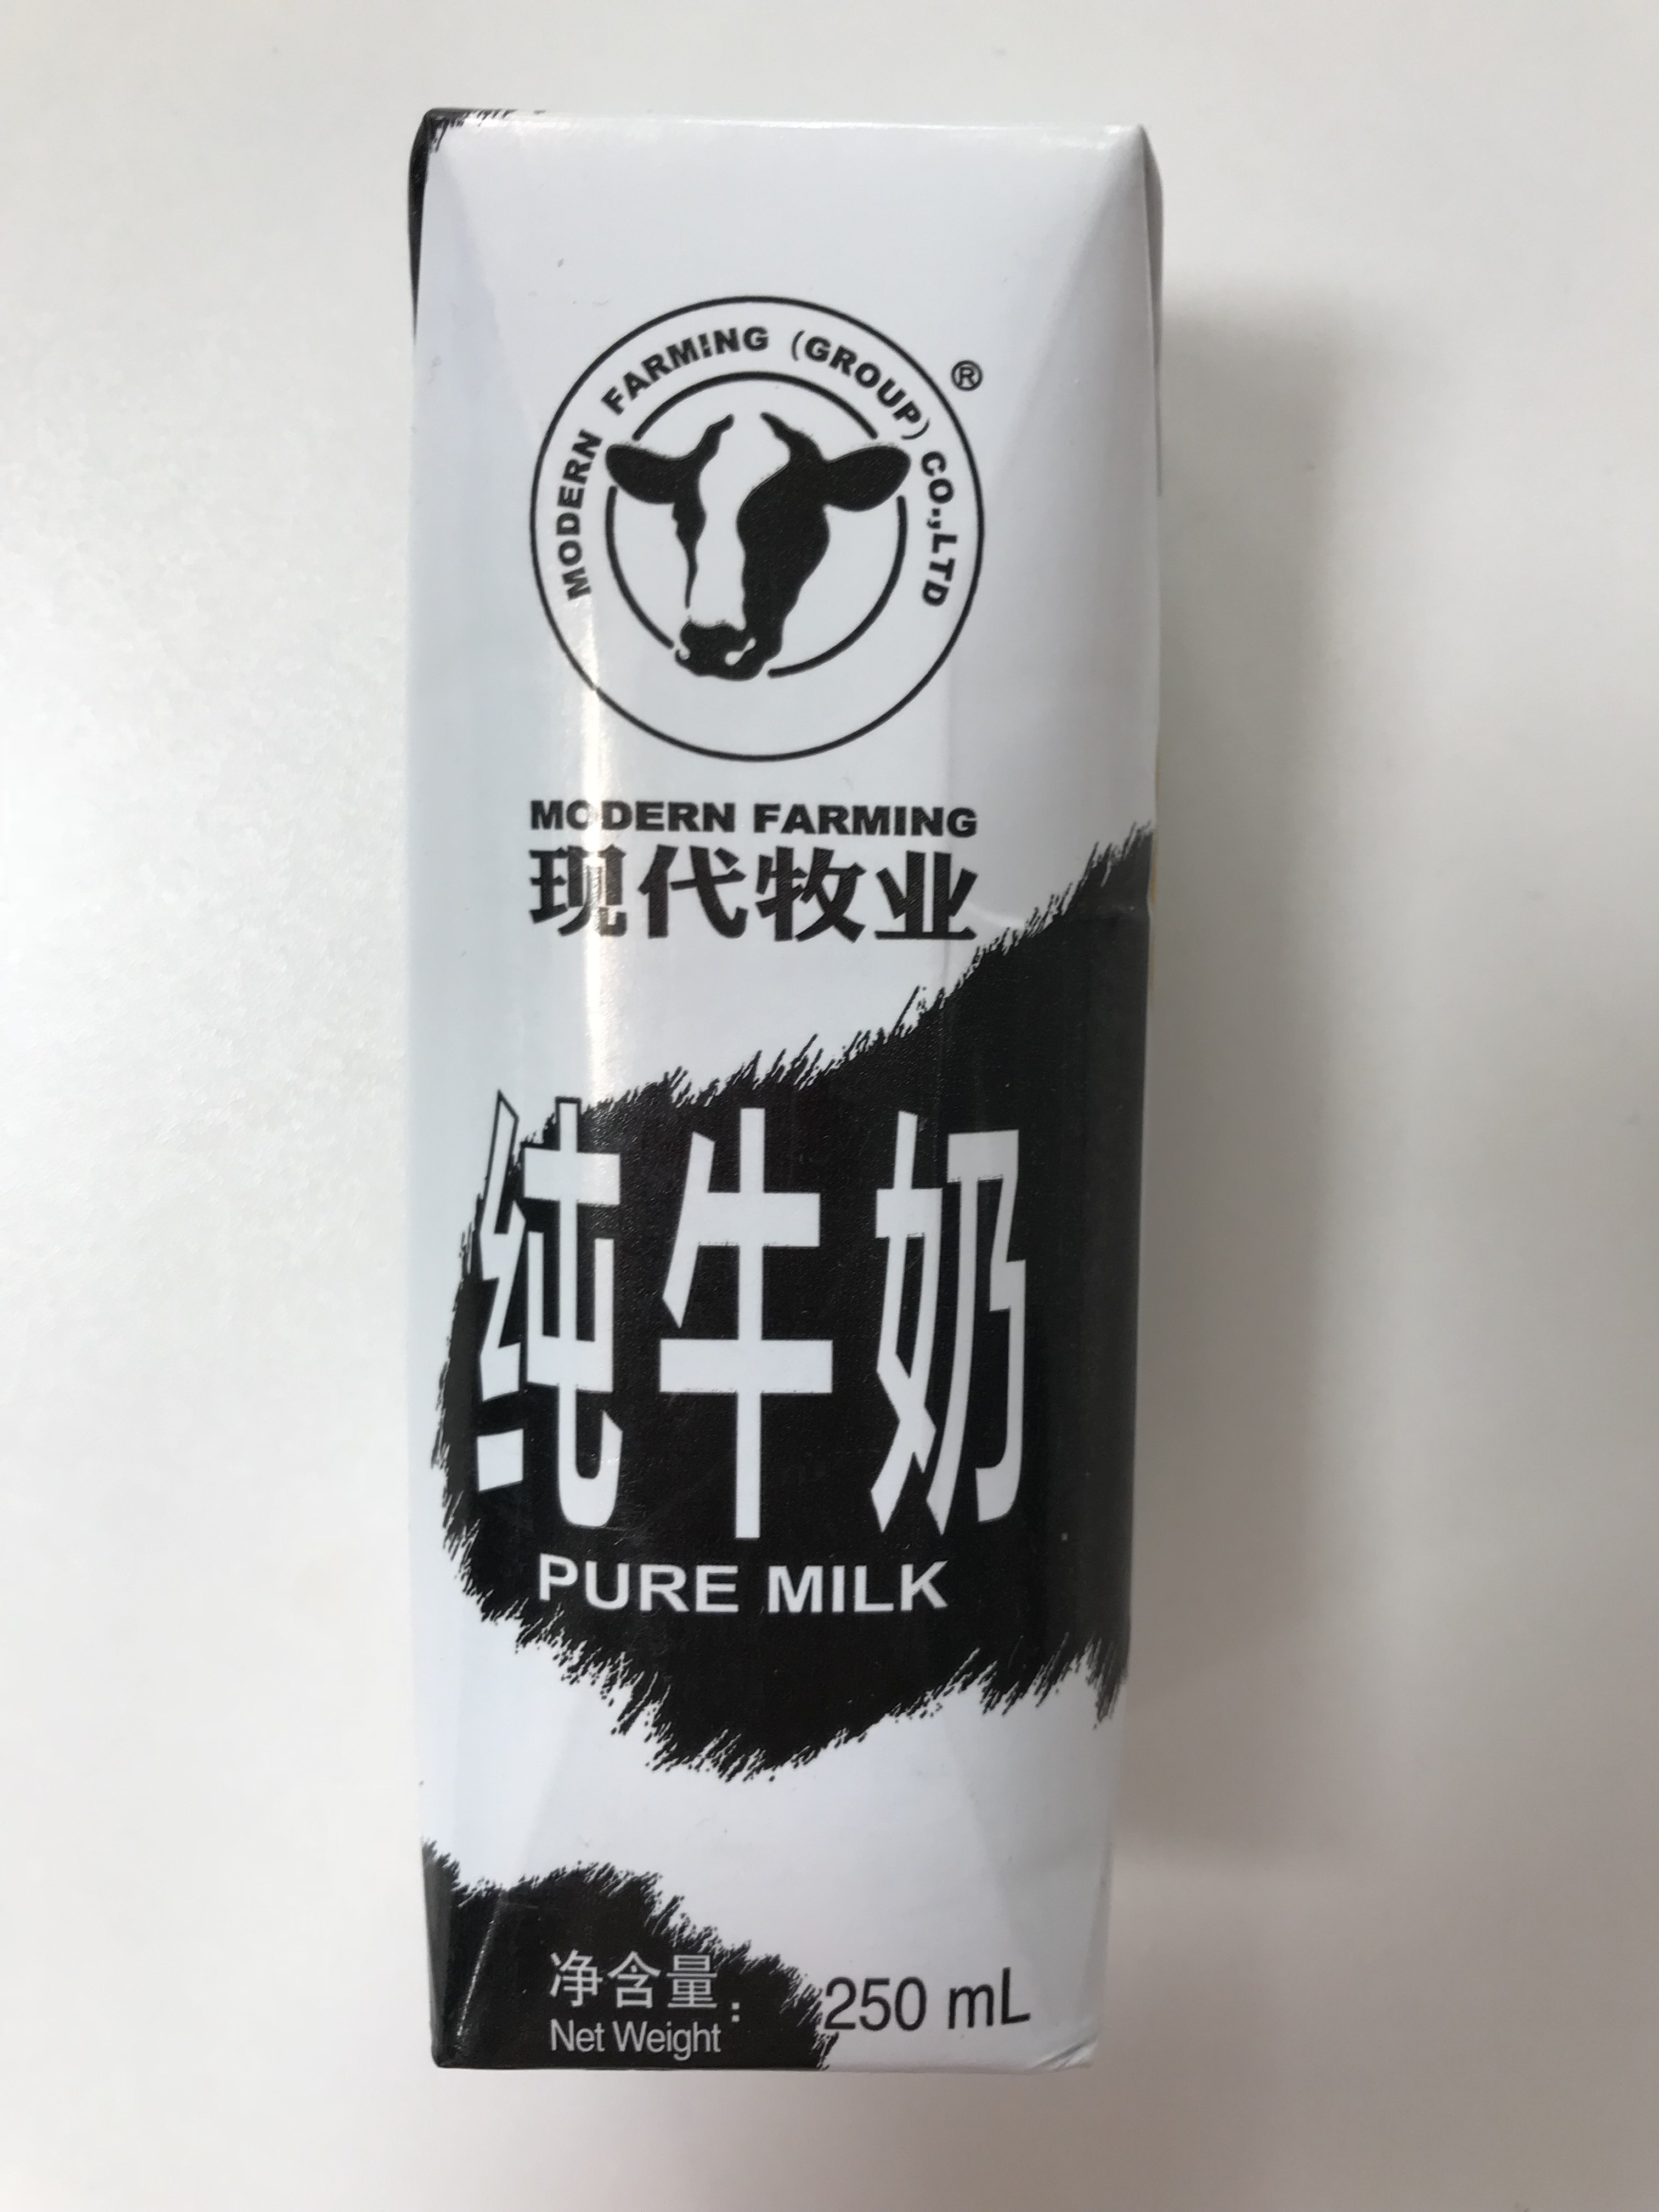 MODERN FARMING (GROUP) CO.,LTD
®
MODERN FARMING
现代牧业
纯牛奶
PURE MILK
净含量: 250 mL
Net Weight